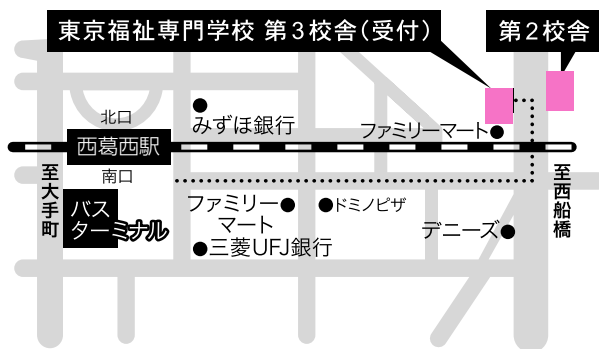 東京福祉専門学校 第3校舎(受付)
第2校舎
北口
みずほ銀行
ファミリーマート
西葛西駅
南口
至大手町
至西船橋
バス
ターミナル
ファミリー
マート
ドミノピザ
デニーズ
三菱UFJ銀行